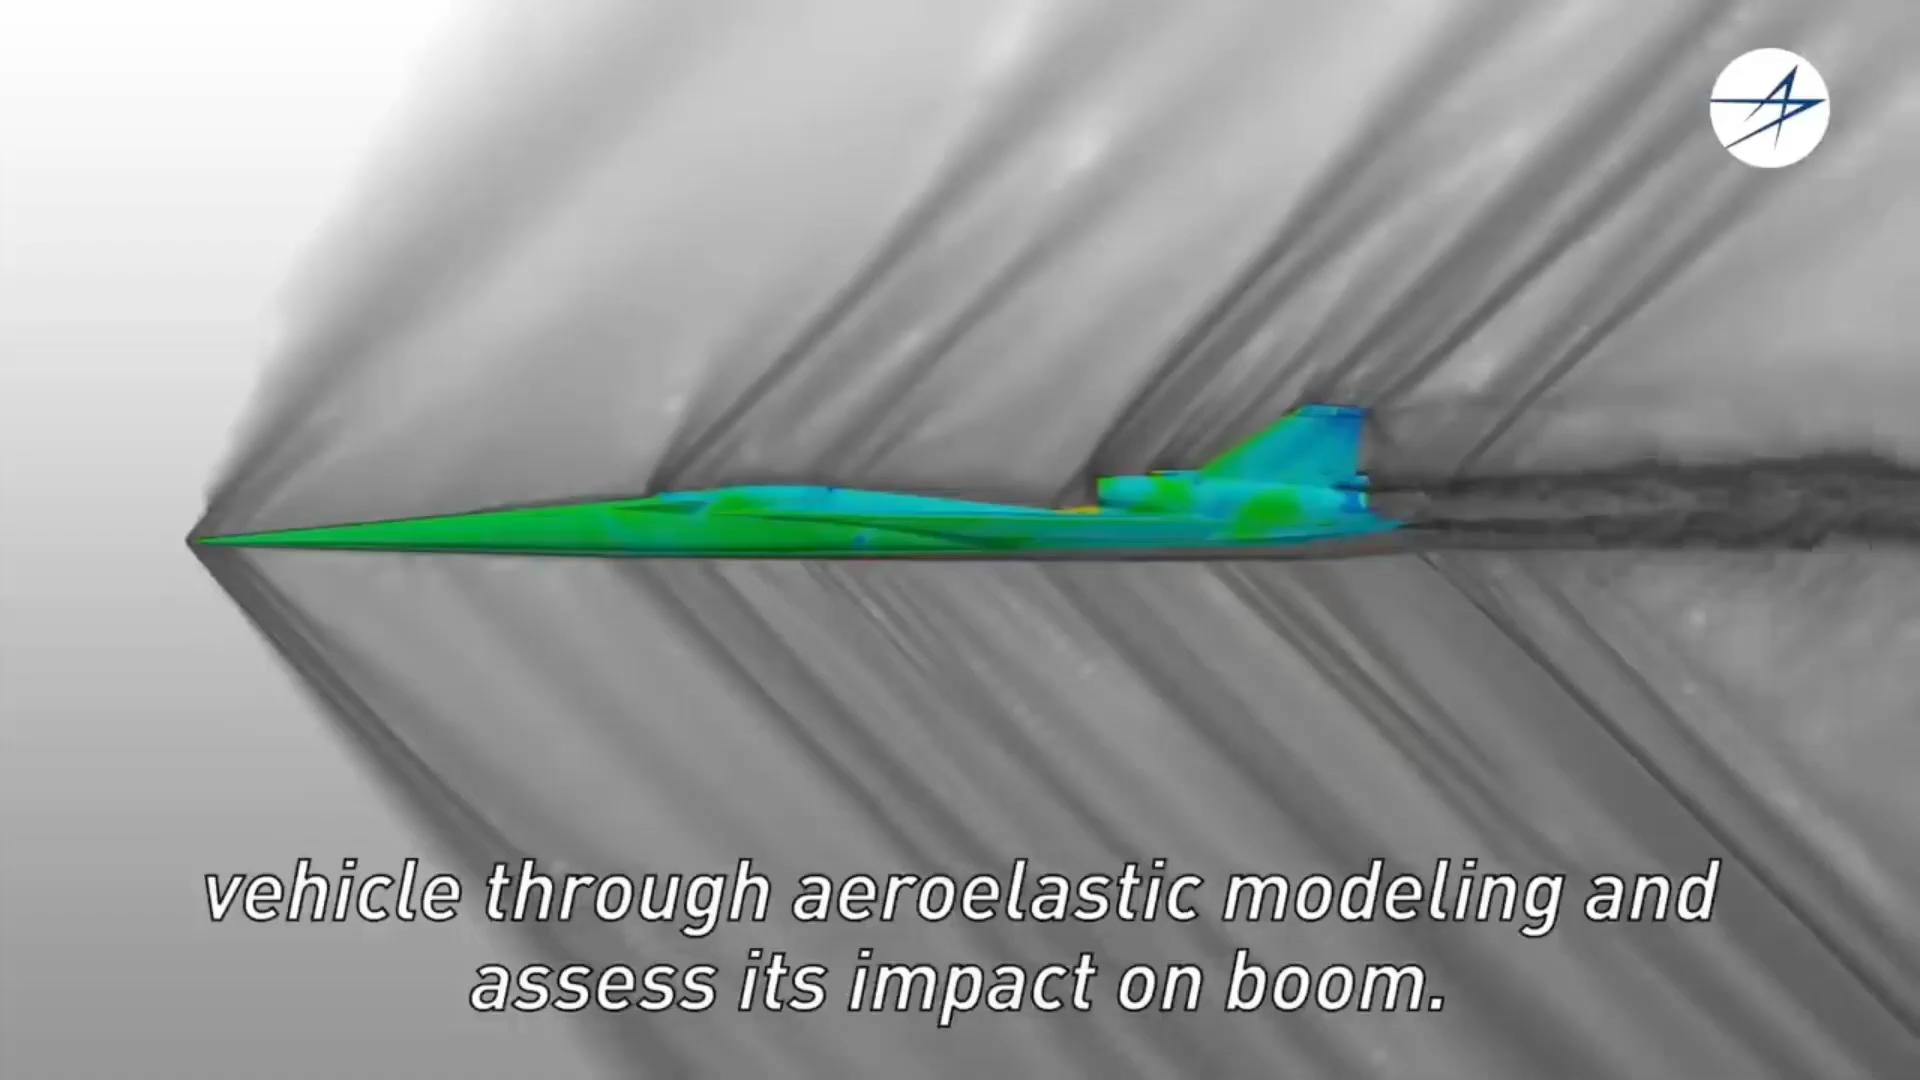 vehicle through aeroelastic modeling and
assess its impact on boom.